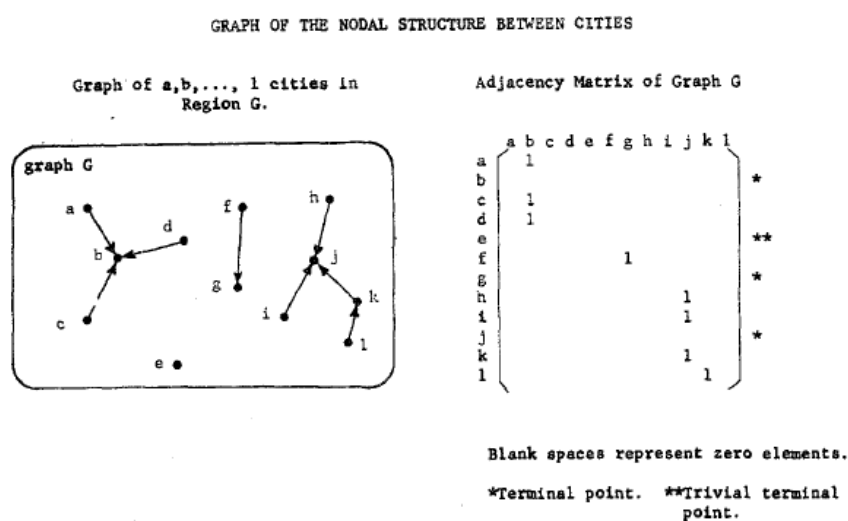 GRAPH OF THE NODAL STRUCTURE BETWEEN CITIES
Graph of a,b,..., l cities in
Region G.
graph G
a
d
b
c
e
f
g
h
j
i
k
l
Adjacency Matrix of Graph G
a b c d e f g h i j k l
a 1
b *
c 1
d 1
e **
f 1
g *
h 1
i 1
j *
k 1
l 1
Blank spaces represent zero elements.
*Terminal point. **Trivial terminal
point.